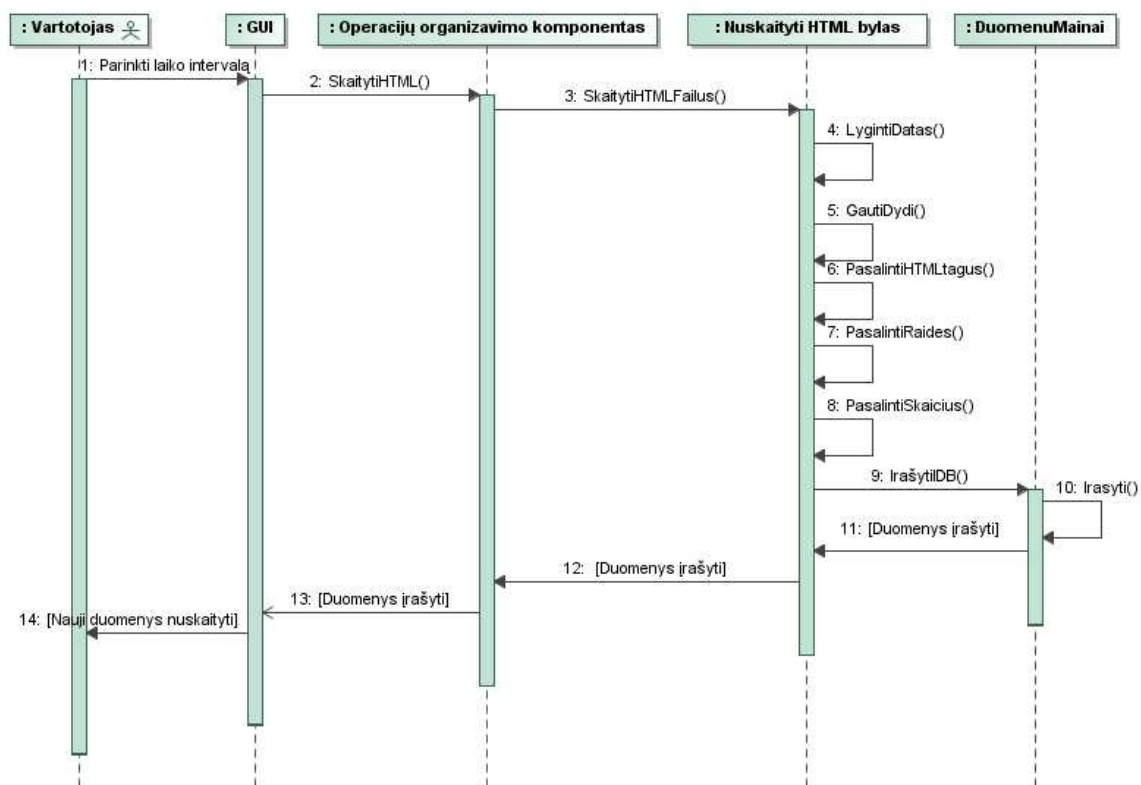 : Vartotojas
: GUI
: Operacijų organizavimo komponentas
: Nuskaityti HTML bylas
: DuomenuMainai
1: Parinkti laiko intervalą
2: SkaitytiHTML()
3: SkaitytiHTMLFailus()
4: LygintiDatas()
5: GautiDydi()
6: PasalintiHTMLtagus()
7: PasalintiRaides()
8: PasalintiSkaicius()
9: IrašytiIDB()
10: Irasyti()
11: [Duomenys įrašyti]
12: [Duomenys įrašyti]
13: [Duomenys įrašyti]
14: [Nauji duomenys nuskaityti]